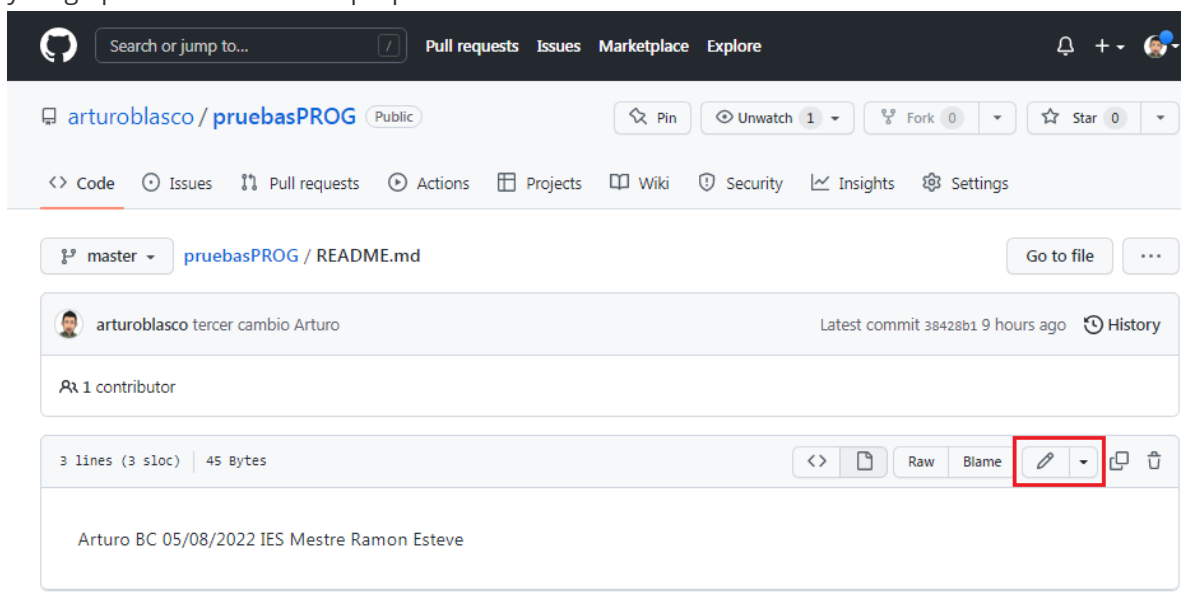 Search or jump to... / Pull requests Issues Marketplace Explore
arturoblasco / pruebasPROG Public Pin Unwatch 1 Fork 0 Star 0
<> Code Issues Pull requests Actions Projects Wiki Security Insights Settings
master pruebasPROG / README.md Go to file ...
arturoblasco tercer cambio Arturo Latest commit 38428b1 9 hours ago History
1 contributor
3 lines (3 sloc) 45 Bytes <> Raw Blame
Arturo BC 05/08/2022 IES Mestre Ramon Esteve